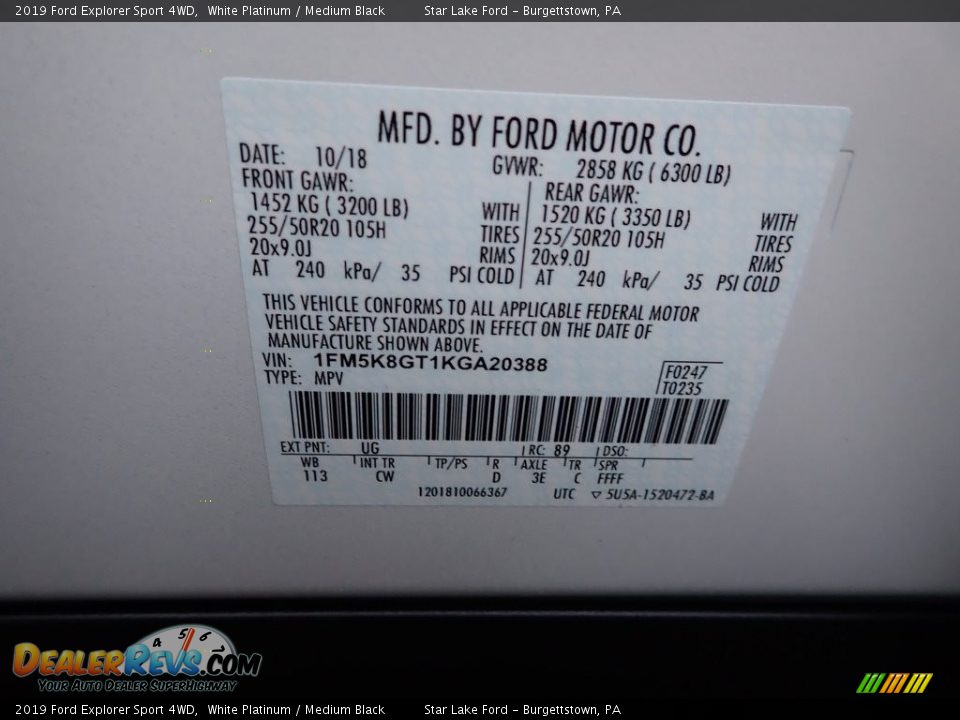 2019 Ford Explorer Sport 4WD, White Platinum / Medium Black Star Lake Ford - Burgettstown, PA
MFD. BY FORD MOTOR CO.
DATE: 10/18 GVWR: 2858 KG ( 6300 LB)
FRONT GAWR: REAR GAWR:
1452 KG ( 3200 LB) WITH 1520 KG ( 3350 LB) WITH
255/50R20 105H TIRES 255/50R20 105H TIRES
20x9.0J RIMS 20x9.0J RIMS
AT 240 kPa/ 35 PSI COLD AT 240 kPa/ 35 PSI COLD
THIS VEHICLE CONFORMS TO ALL APPLICABLE FEDERAL MOTOR
VEHICLE SAFETY STANDARDS IN EFFECT ON THE DATE OF
MANUFACTURE SHOWN ABOVE.
VIN: 1FM5K8GT1KGA20388
TYPE: MPV
F0247
T0235
EXT PNT: UG RC: 89 DSO:
WB INT TR TP/PS R AXLE TR SPR
113 CW D 3E C FFFF
1201810066367 UTC ▽ 5U5A-1520472-BA
4 5 6
DEALERREVS.COM
YOUR AUTO DEALER SUPERHIGHWAY
2019 Ford Explorer Sport 4WD, White Platinum / Medium Black Star Lake Ford - Burgettstown, PA